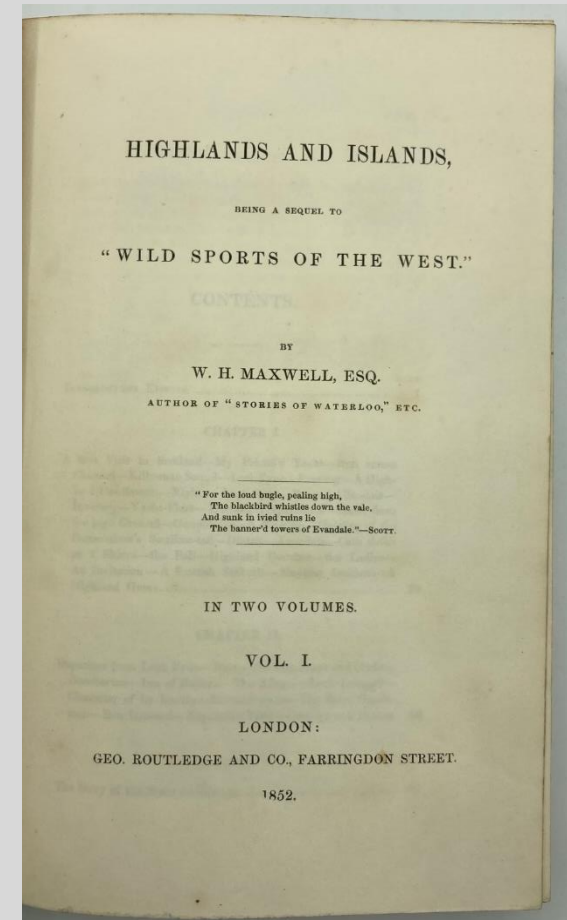 HIGHLANDS AND ISLANDS,
BEING A SEQUEL TO
“WILD SPORTS OF THE WEST.”
BY
W. H. MAXWELL, ESQ.
AUTHOR OF “STORIES OF WATERLOO,” ETC.
“For the loud bugle, pealing high,
The blackbird whistles down the vale,
And sunk in ivied ruins lie
The banner’d towers of Evandale.”—SCOTT.
IN TWO VOLUMES.
VOL. I.
LONDON:
GEO. ROUTLEDGE AND CO., FARRINGDON STREET.
1852.